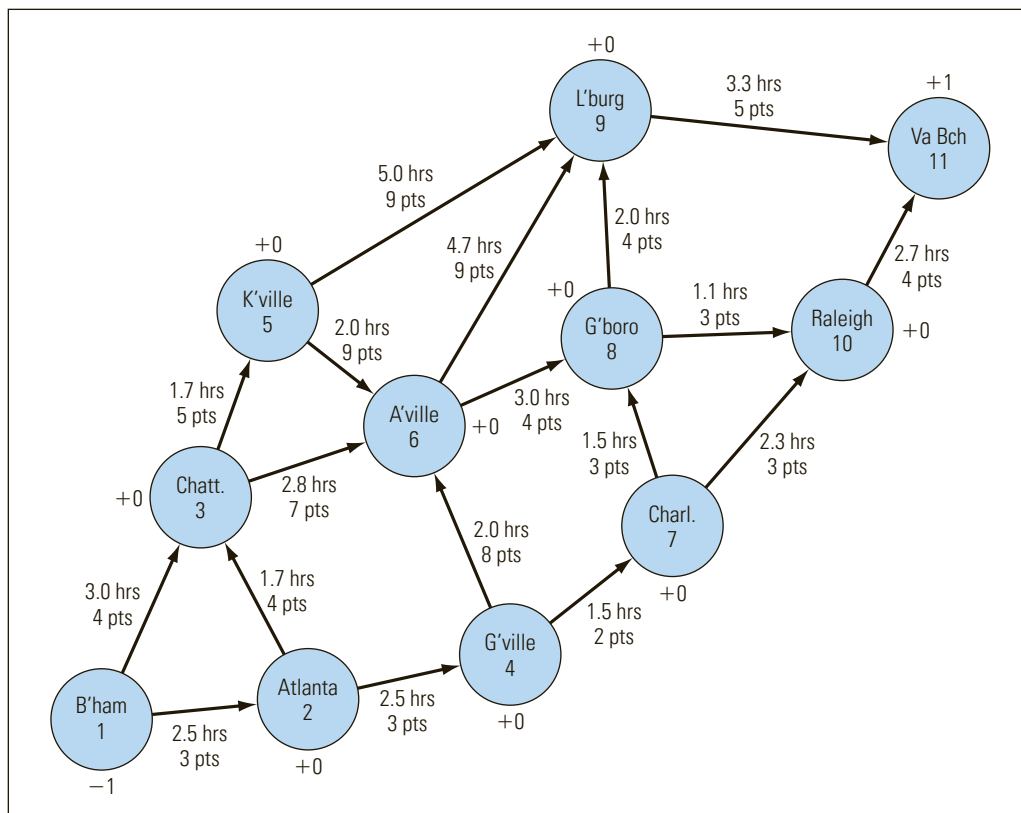 +0
L'burg
9
3.3 hrs
5 pts
+1
Va Bch
11
5.0 hrs
9 pts
4.7 hrs
9 pts
2.0 hrs
4 pts
2.7 hrs
4 pts
+0
K'ville
5
+0
G'boro
8
1.1 hrs
3 pts
Raleigh
10
+0
2.0 hrs
9 pts
1.7 hrs
5 pts
A'ville
6
+0
3.0 hrs
4 pts
1.5 hrs
3 pts
2.3 hrs
3 pts
+0
Chatt.
3
2.8 hrs
7 pts
Charl.
7
+0
2.0 hrs
8 pts
3.0 hrs
4 pts
1.7 hrs
4 pts
1.5 hrs
2 pts
G'ville
4
+0
B'ham
1
−1
2.5 hrs
3 pts
Atlanta
2
+0
2.5 hrs
3 pts